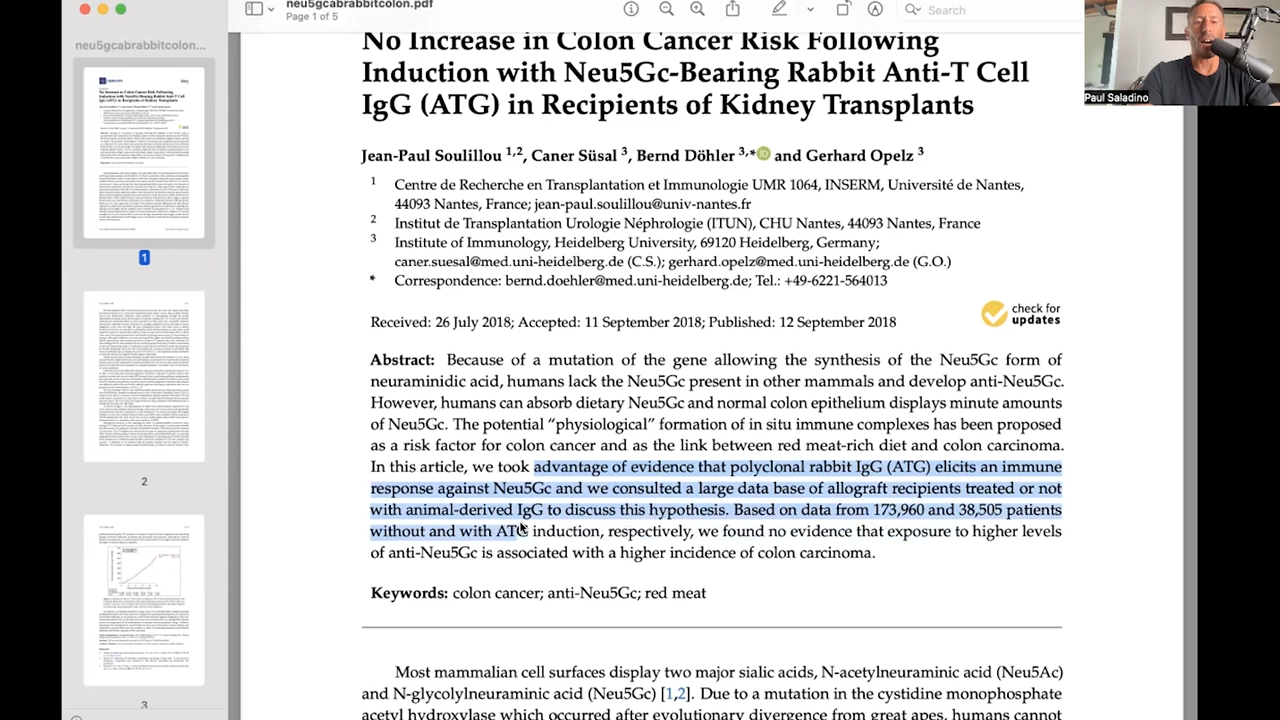 neu5gcabrabbitcolon.pdf
Page 1 of 5
Search
neu5gcabrabbitcolon...
1
2
3
Paul Saladino
No Increase in Colon Cancer Risk Following
Induction with Neu5Gc-Bearing Rabbit Anti-T Cell
IgG (ATG) in Recipients of Kidney Transplants
Jean-Paul Soulillou 1,2, Caner Süsal 3, Bernd Döhler 3,* and Gerhard Opelz 3
1 Centre de Recherche en Transplantation et Immunologie UMR 1064, INSERM, Université de Nantes,
44093 Nantes, France; jean-paul.soulillou@univ-nantes.fr
2 Institut de Transplantation Urologie Néphrologie (ITUN), CHU Nantes, 44093 Nantes, France
3 Institute of Immunology, Heidelberg University, 69120 Heidelberg, Germany;
caner.suesal@med.uni-heidelberg.de (C.S.); gerhard.opelz@med.uni-heidelberg.de (G.O.)
* Correspondence: bernd.doehler@med.uni-heidelberg.de; Tel.: +49-6221-564013
check for
updates
Received: 26 July 2018; Accepted: 11 September 2018; Published: 12 September 2018
Abstract: Because of a mutation of the gene allowing the synthesis of the Neu5Gc form of
neuraminic acid, humans lack the Neu5Gc present in other mammals and develop anti-Neu5Gc.
However, humans can absorb dietary Neu5Gc and normal colon epithelium displays minute amounts
of Neu5Gc. The potential “physiological” formation of in situ immune complexes has been proposed
as a risk factor for colon cancer and as the link between red meat-rich diet and colon carcinoma.
In this article, we took advantage of evidence that polyclonal rabbit IgG (ATG) elicits an immune
response against Neu5Gc and we consulted a large data base of allograft recipients treated or not
with animal-derived IgG to discuss this hypothesis. Based on data from 173,960 and 38,505 patients
without and with ATG induction, respectively, we found no evidence that exposure to higher levels
of anti-Neu5Gc is associated with a higher incidence of colon carcinoma.
Keywords: colon cancer; anti-Neu5Gc; red meat
Most mammalian cell surfaces display two major sialic acids, N-acetylneuraminic acid (Neu5Ac)
and N-glycolylneuraminic acid (Neu5Gc) [1,2]. Due to a mutation in the cystidine monophosphate
acetyl hydroxylase which occurred after evolutionary divergence from great apes, humans cannot